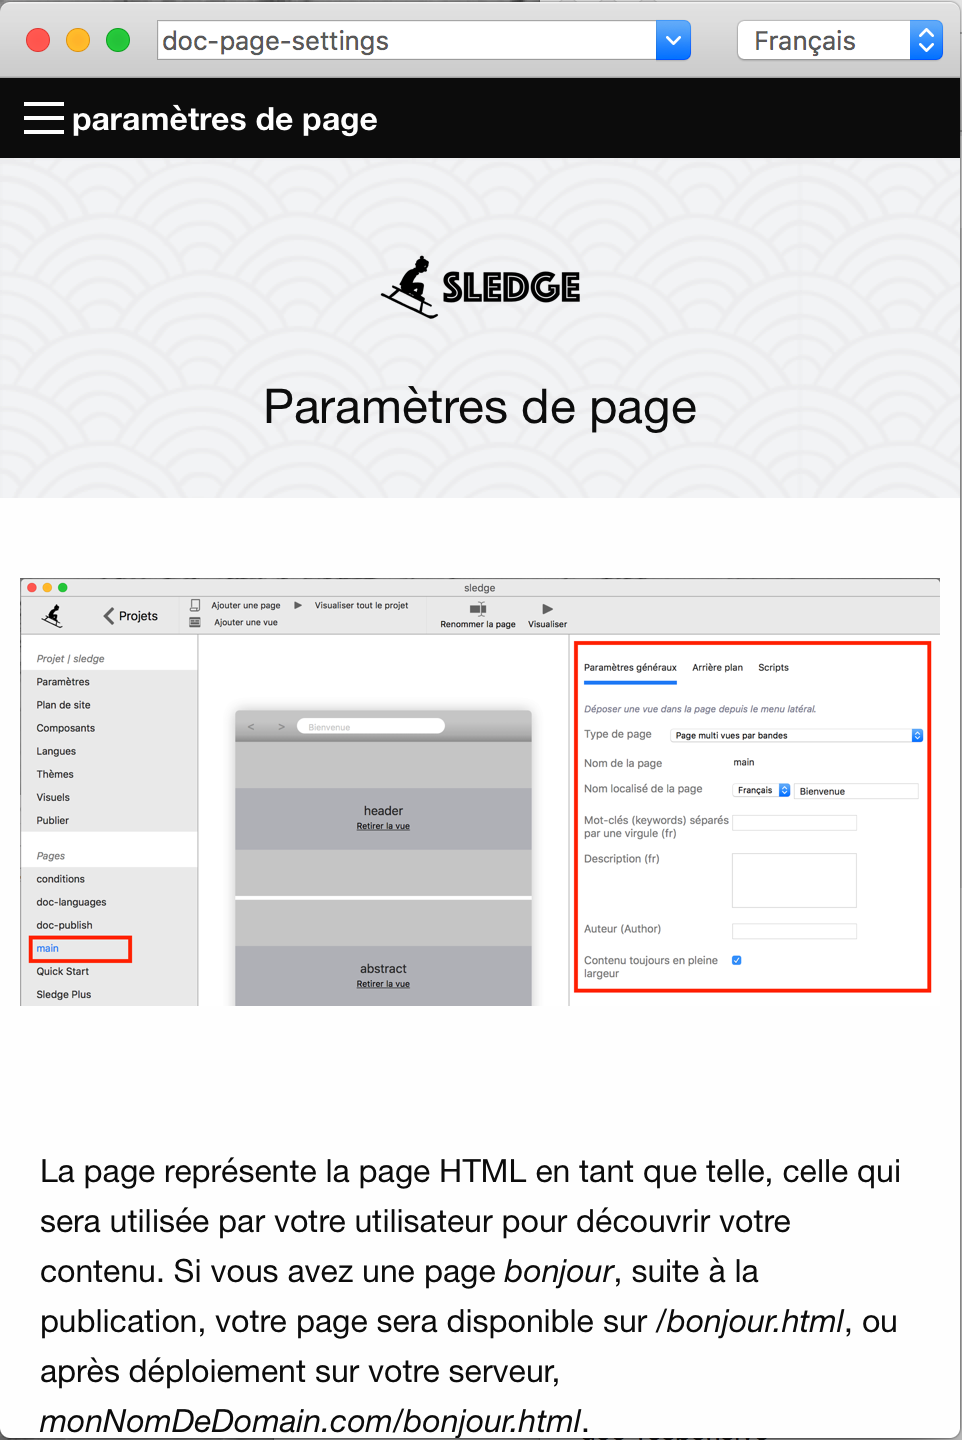 doc-page-settings
Français
paramètres de page
SLEDGE
Paramètres de page
sledge
Projets
Ajouter une page
Visualiser tout le projet
Ajouter une vue
Renommer la page
Visualiser
Projet | sledge
Paramètres
Plan de site
Composants
Langues
Thèmes
Visuels
Publier
Pages
conditions
doc-languages
doc-publish
main
Quick Start
Sledge Plus
< > Bienvenue
header
Retirer la vue
abstract
Retirer la vue
Paramètres généraux Arrière plan Scripts
Déposer une vue dans la page depuis le menu latéral.
Type de page Page multi vues par bandes
Nom de la page main
Nom localisé de la page Français Bienvenue
Mot-clés (keywords) séparés
par une virgule (fr)
Description (fr)
Auteur (Author)
Contenu toujours en pleine
largeur
La page représente la page HTML en tant que telle, celle qui
sera utilisée par votre utilisateur pour découvrir votre
contenu. Si vous avez une page bonjour, suite à la
publication, votre page sera disponible sur /bonjour.html, ou
après déploiement sur votre serveur,
monNomDeDomain.com/bonjour.html.